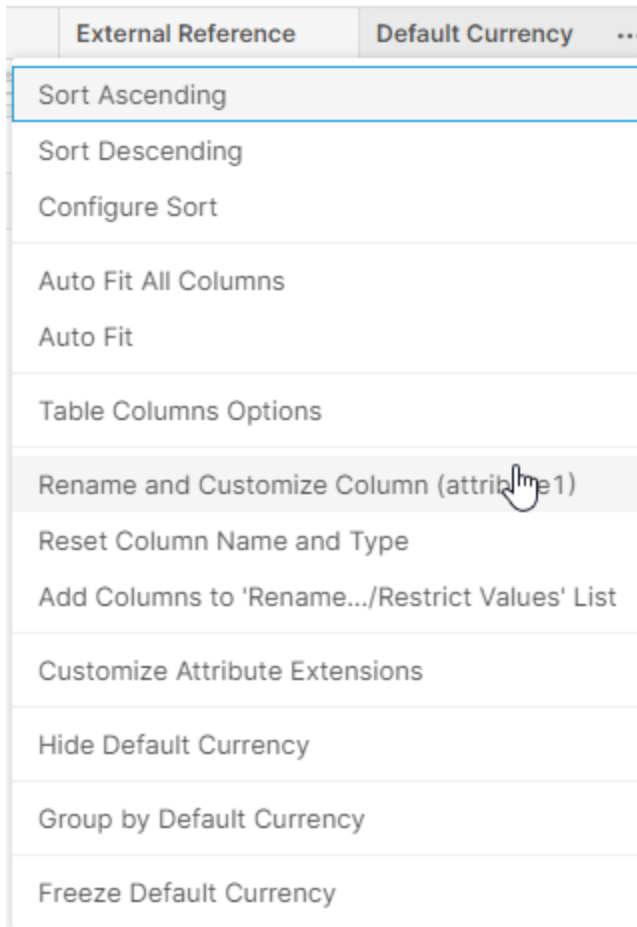 External Reference
Default Currency ...
Sort Ascending
Sort Descending
Configure Sort
Auto Fit All Columns
Auto Fit
Table Columns Options
Rename and Customize Column (attribute1)
Reset Column Name and Type
Add Columns to 'Rename.../Restrict Values' List
Customize Attribute Extensions
Hide Default Currency
Group by Default Currency
Freeze Default Currency